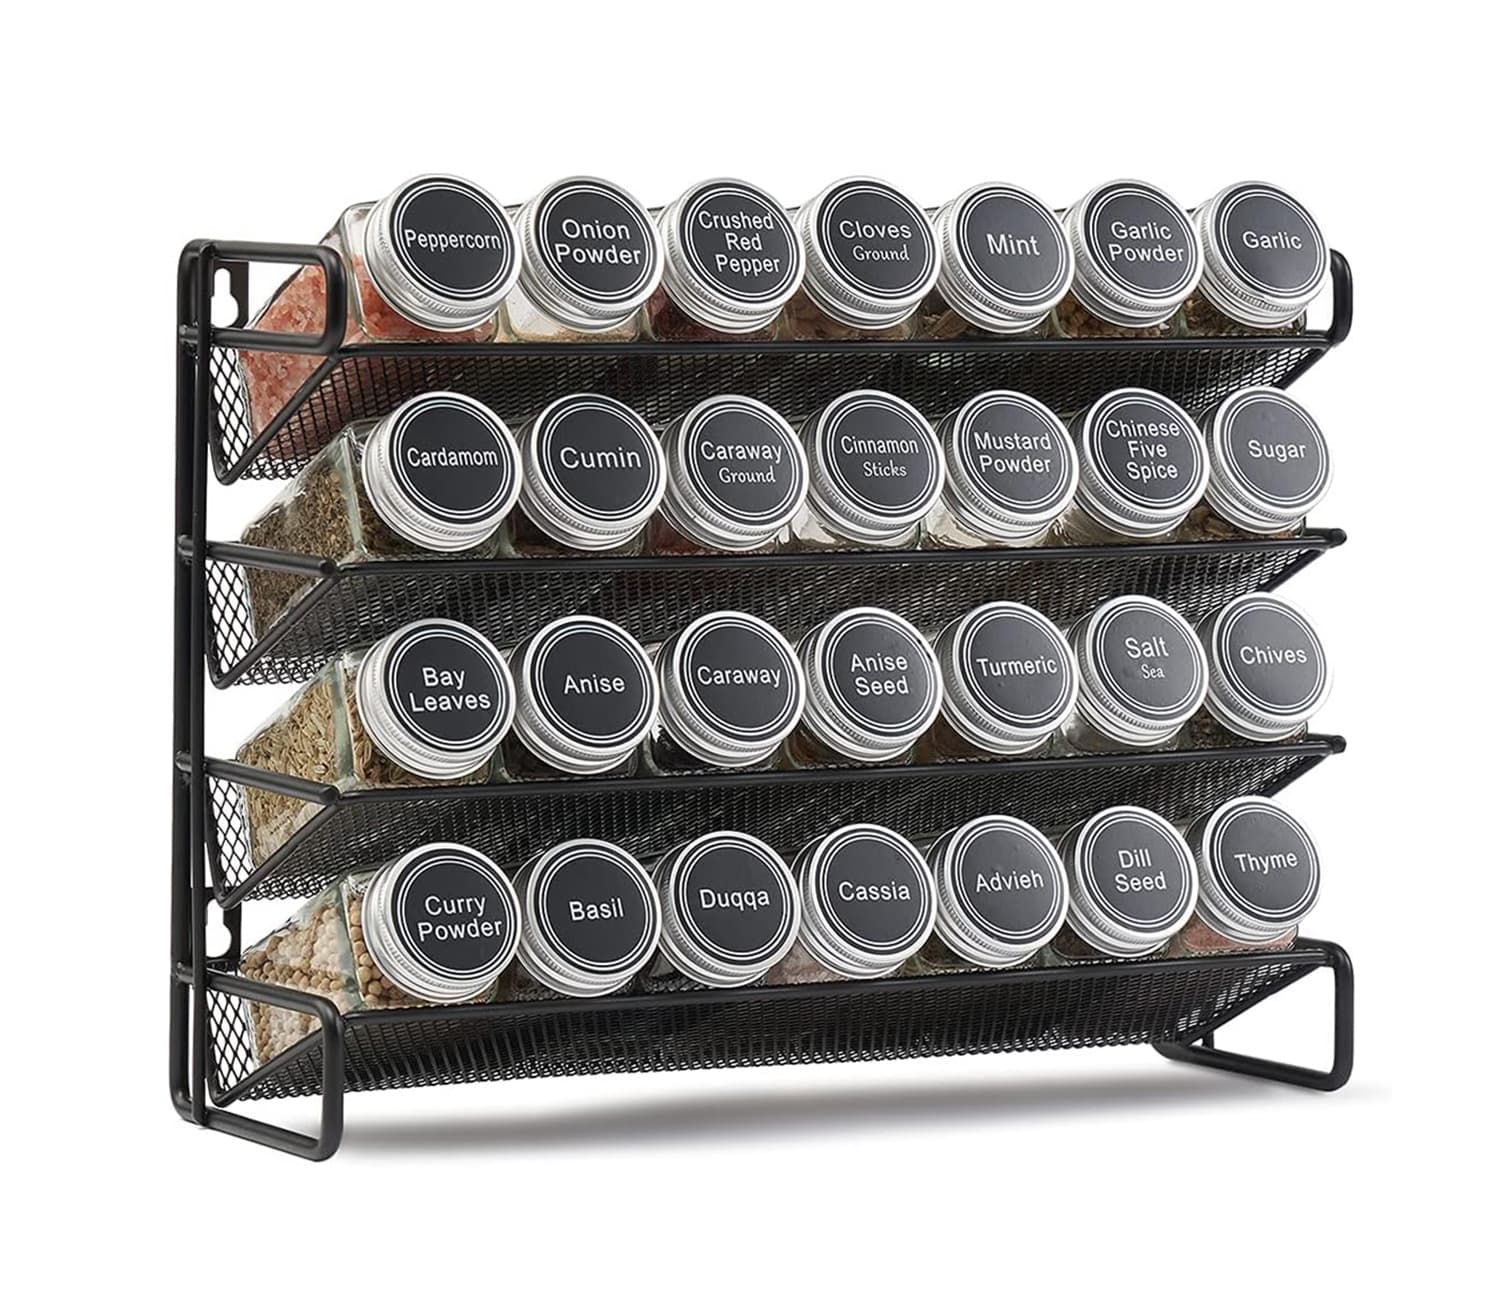 Peppercorn
Onion
Powder
Crushed
Red
Pepper
Cloves
Ground
Mint
Garlic
Powder
Garlic
Cardamom
Cumin
Caraway
Ground
Cinnamon
Sticks
Mustard
Powder
Chinese
Five
Spice
Sugar
Bay
Leaves
Anise
Caraway
Anise
Seed
Turmeric
Salt
Sea
Chives
Curry
Powder
Basil
Duqqa
Cassia
Advieh
Dill
Seed
Thyme